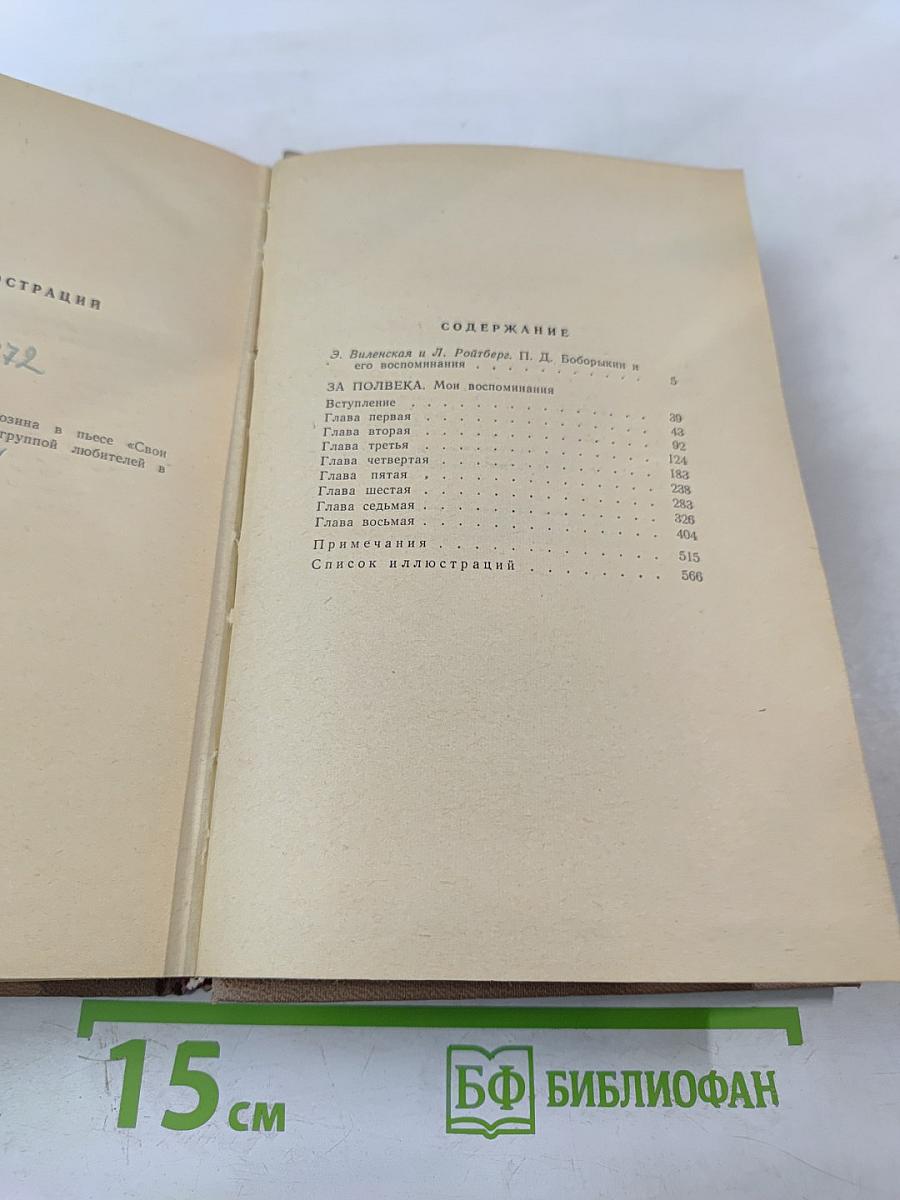 ОСТРАЦИЙ
872
озина в пьесе «Свои
группой любителей в
СОДЕРЖАНИЕ
Э. Виленская и Л. Ройтберг. П. Д. Боборыкин и
его воспоминания . . . . . . . . . . . 5
ЗА ПОЛВЕКА. Мои воспоминания
Вступление . . . . . . . . . . . . . 39
Глава первая . . . . . . . . . . . . . 43
Глава вторая . . . . . . . . . . . . . 92
Глава третья . . . . . . . . . . . . . 124
Глава четвертая . . . . . . . . . . . . 183
Глава пятая . . . . . . . . . . . . . 238
Глава шестая . . . . . . . . . . . . . 283
Глава седьмая . . . . . . . . . . . . . 326
Глава восьмая . . . . . . . . . . . . . 404
Примечания . . . . . . . . . . . . 515
Список иллюстраций . . . . . . . . 566
15 см
БФ БИБЛИОФАН